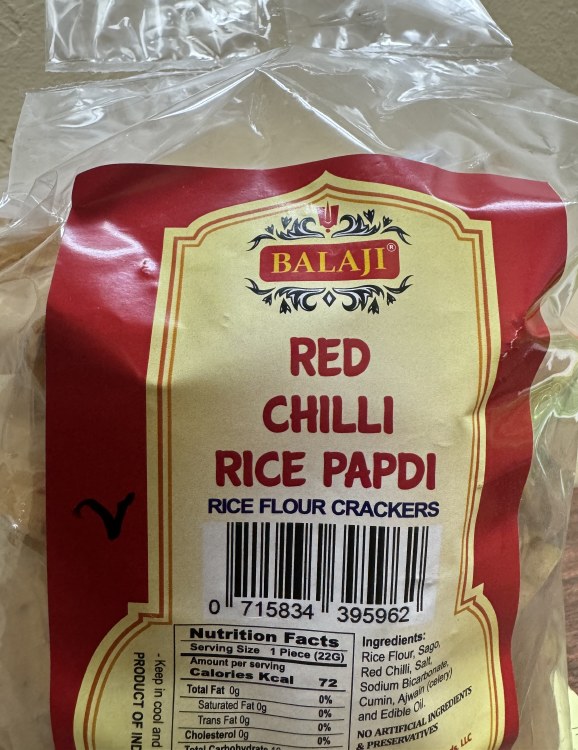 BALAJI®
RED
CHILLI
RICE PAPDI
RICE FLOUR CRACKERS
0 715834 395962
Nutrition Facts
Serving Size 1 Piece (22G)
Amount per serving
Calories Kcal 72
Total Fat 0g 0%
Saturated Fat 0g 0%
Trans Fat 0g 0%
Cholesterol 0g 0%
Total Carbohydrate
Ingredients:
Rice Flour, Sago,
Red Chilli, Salt,
Sodium Bicarbonate,
Cumin, Ajwain (celery)
and Edible Oil.
NO ARTIFICIAL INGREDIENTS
& PRESERVATIVES
LLC
- Keep in cool and
PRODUCT OF IND